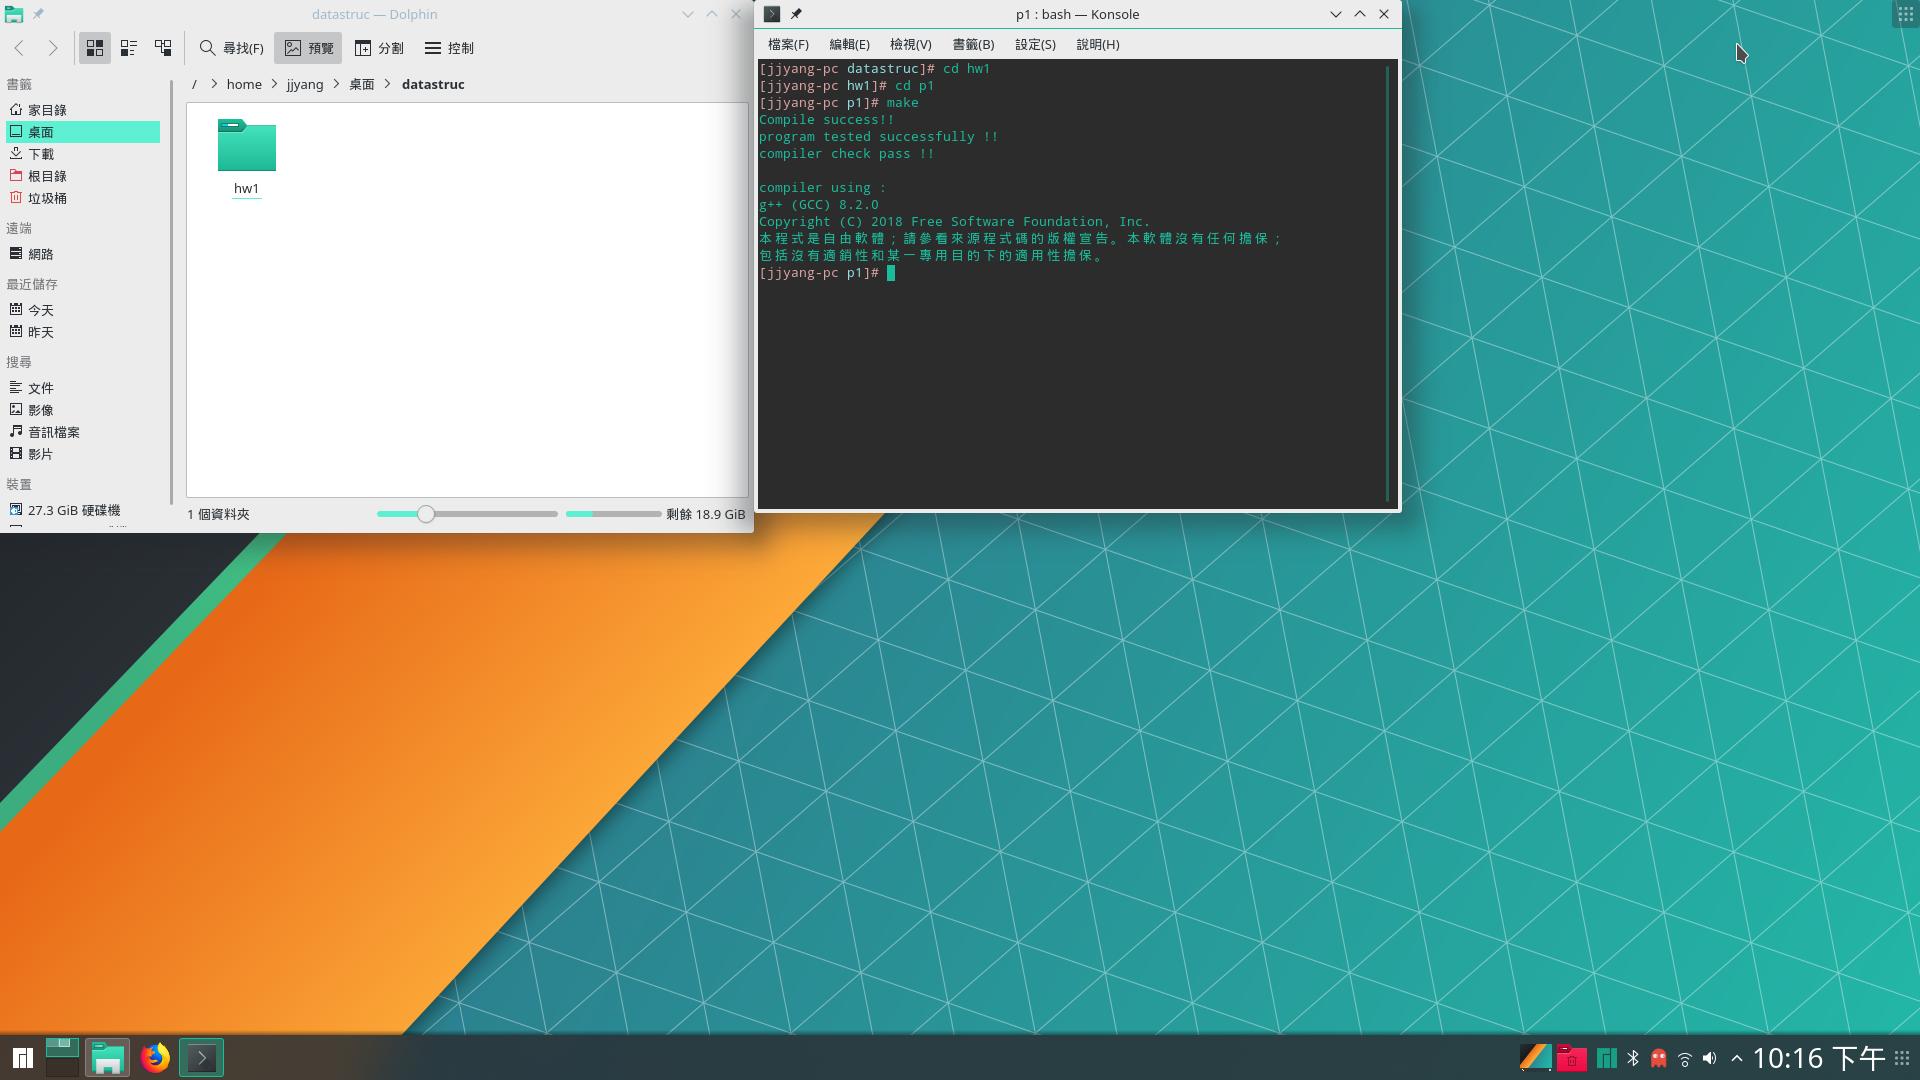 datastruc — Dolphin
尋找(F) 預覽 分割 控制
書籤
家目錄
桌面
下載
根目錄
垃圾桶
遠端
網路
最近儲存
今天
昨天
搜尋
文件
影像
音訊檔案
影片
裝置
27.3 GiB 硬碟機
/ > home > jjyang > 桌面 > datastruc
hw1
1 個資料夾
剩餘 18.9 GiB
p1 : bash — Konsole
檔案(F) 編輯(E) 檢視(V) 書籤(B) 設定(S) 說明(H)
[jjyang-pc datastruc]# cd hw1
[jjyang-pc hw1]# cd p1
[jjyang-pc p1]# make
Compile success!!
program tested successfully !!
compiler check pass !!
compiler using :
g++ (GCC) 8.2.0
Copyright (C) 2018 Free Software Foundation, Inc.
本程式是自由軟體；請參看來源程式碼的版權宣告。本軟體沒有任何擔保；
包括沒有適銷性和某一專用目的下的適用性擔保。
[jjyang-pc p1]#
10:16 下午